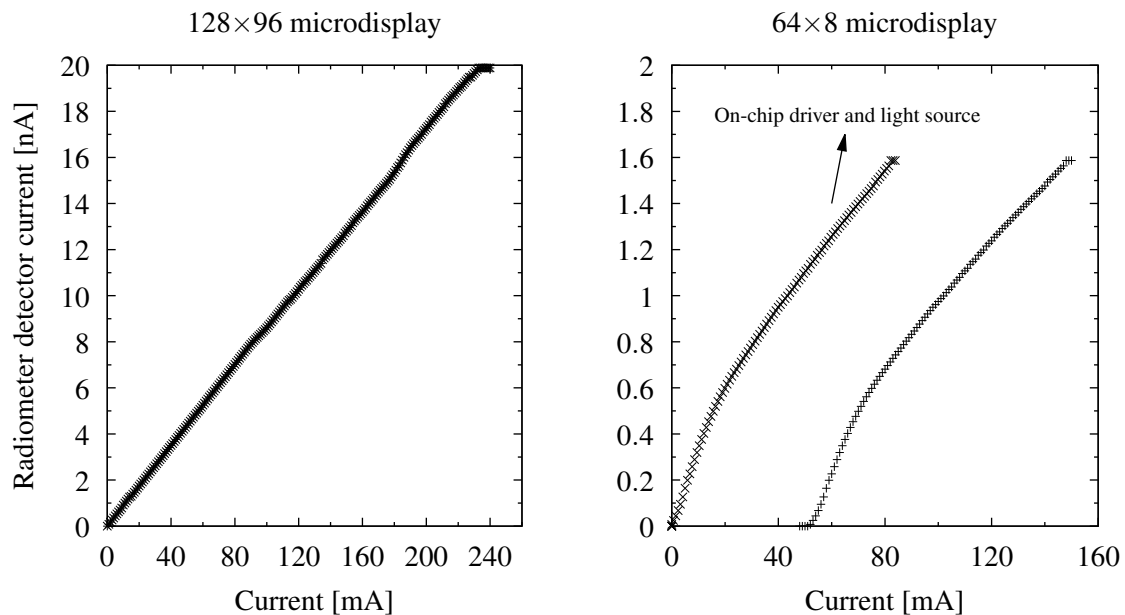 128×96 microdisplay
64×8 microdisplay
Radiometer detector current [nA]
20
18
16
14
12
10
8
6
4
2
0
0 40 80 120 160 200 240
Current [mA]
2
1.8
1.6
1.4
1.2
1
0.8
0.6
0.4
0.2
0
On-chip driver and light source
0 40 80 120 160
Current [mA]